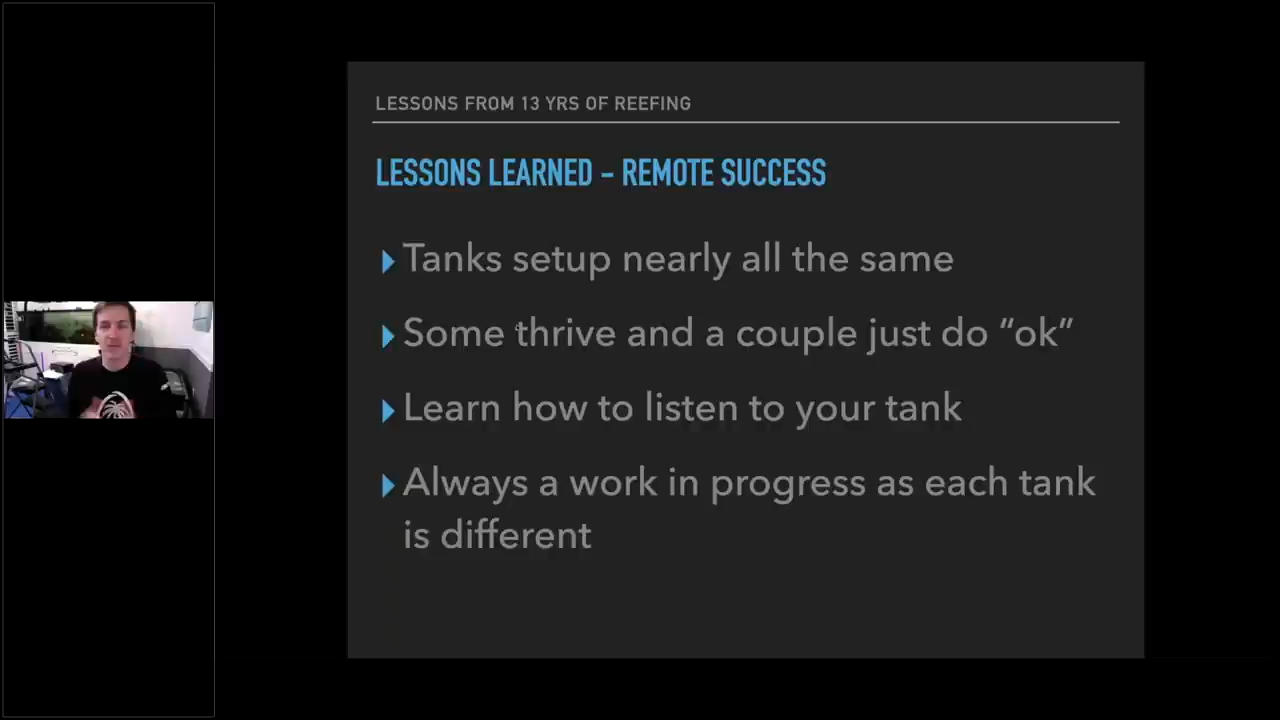 LESSONS FROM 13 YRS OF REEFING
LESSONS LEARNED – REMOTE SUCCESS
Tanks setup nearly all the same
Some thrive and a couple just do “ok”
Learn how to listen to your tank
Always a work in progress as each tank
is different